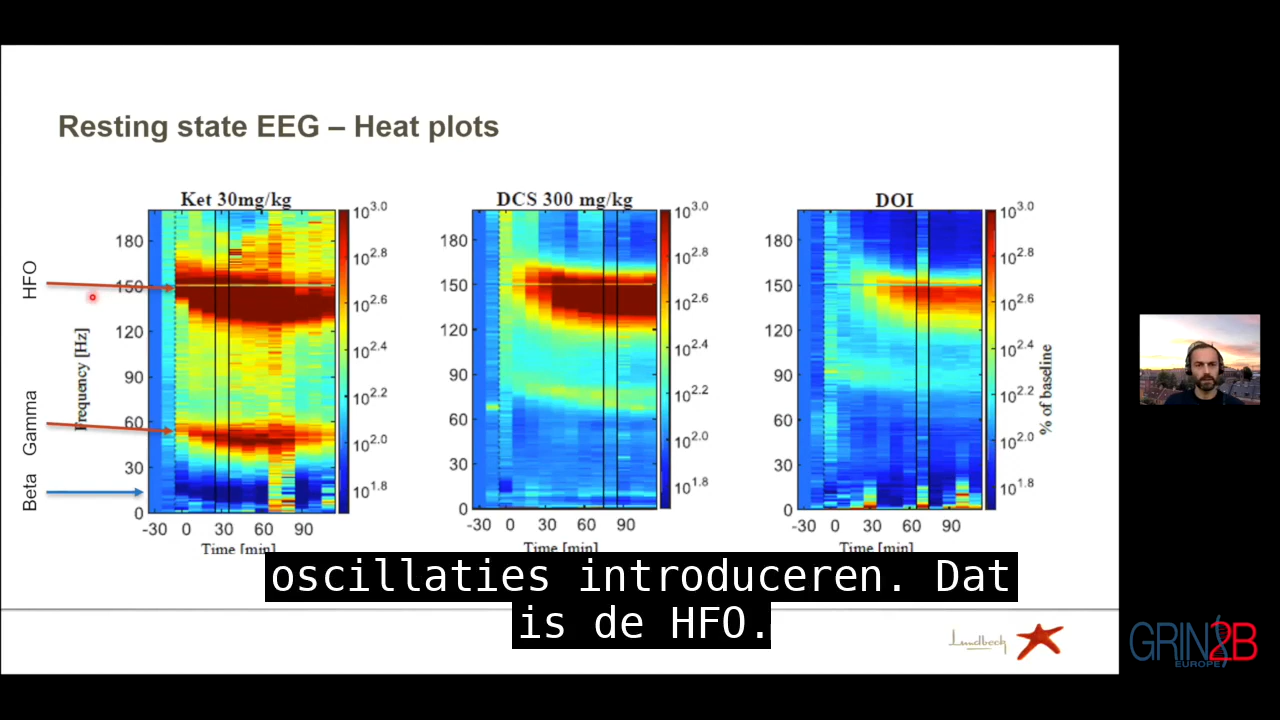 Resting state EEG – Heat plots
Ket 30mg/kg
DCS 300 mg/kg
DOI
HFO
Gamma
Beta
Frequency [Hz]
180
150
120
90
60
30
0
-30 0 30 60 90
Time [min]
10^3.0
10^2.8
10^2.6
10^2.4
10^2.2
10^2.0
10^1.8
180
150
120
90
60
30
0
-30 0 30 60 90
Time [min]
10^3.0
10^2.8
10^2.6
10^2.4
10^2.2
10^2.0
10^1.8
180
150
120
90
60
30
0
-30 0 30 60 90
Time [min]
10^3.0
10^2.8
10^2.6
10^2.4
10^2.2
10^2.0
10^1.8
% of baseline
oscillaties introduceren. Dat
is de HFO.
Lundbeck
GRIN2B
EUROPE